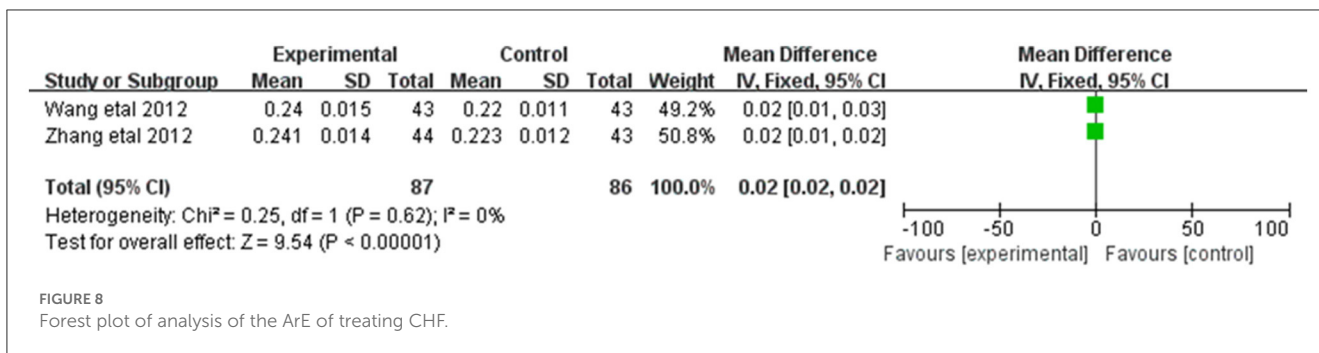 Experimental Control Mean Difference Mean Difference
Study or Subgroup Mean SD Total Mean SD Total Weight IV, Fixed, 95% CI IV, Fixed, 95% CI
Wang etal 2012 0.24 0.015 43 0.22 0.011 43 49.2% 0.02 [0.01, 0.03]
Zhang etal 2012 0.241 0.014 44 0.223 0.012 43 50.8% 0.02 [0.01, 0.02]
Total (95% CI) 87 86 100.0% 0.02 [0.02, 0.02]
Heterogeneity: Chi² = 0.25, df = 1 (P = 0.62); I² = 0%
Test for overall effect: Z = 9.54 (P < 0.00001)
-100 -50 0 50 100
Favours [experimental] Favours [control]
FIGURE 8
Forest plot of analysis of the ArE of treating CHF.